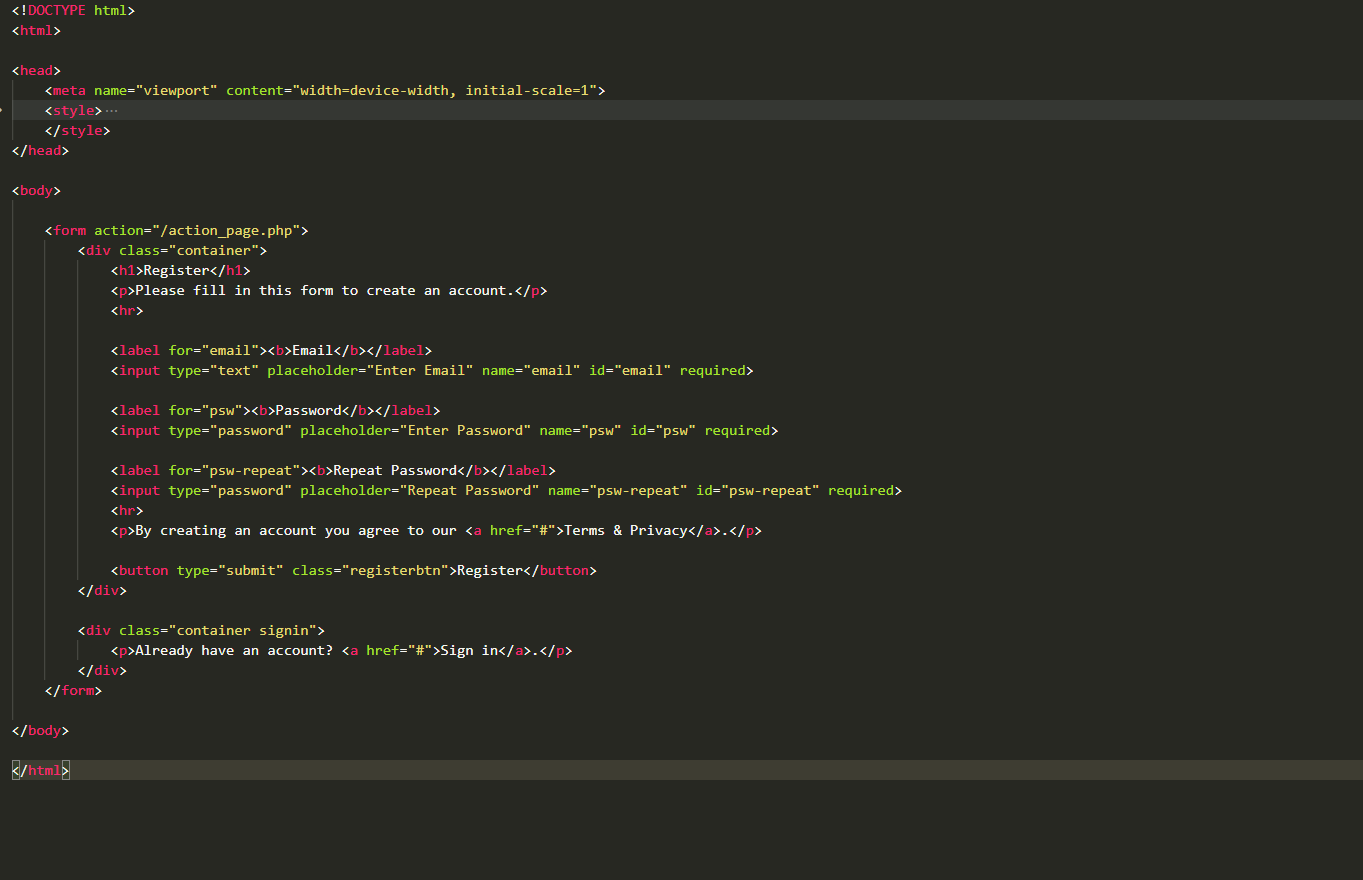 <!DOCTYPE html>
<html>
<head>
<meta name="viewport" content="width=device-width, initial-scale=1">
<style>···
</style>
</head>
<body>
<form action="/action_page.php">
<div class="container">
<h1>Register</h1>
<p>Please fill in this form to create an account.</p>
<hr>
<label for="email"><b>Email</b></label>
<input type="text" placeholder="Enter Email" name="email" id="email" required>
<label for="psw"><b>Password</b></label>
<input type="password" placeholder="Enter Password" name="psw" id="psw" required>
<label for="psw-repeat"><b>Repeat Password</b></label>
<input type="password" placeholder="Repeat Password" name="psw-repeat" id="psw-repeat" required>
<hr>
<p>By creating an account you agree to our <a href="#">Terms & Privacy</a>.</p>
<button type="submit" class="registerbtn">Register</button>
</div>
<div class="container signin">
<p>Already have an account? <a href="#">Sign in</a>.</p>
</div>
</form>
</body>
</html>